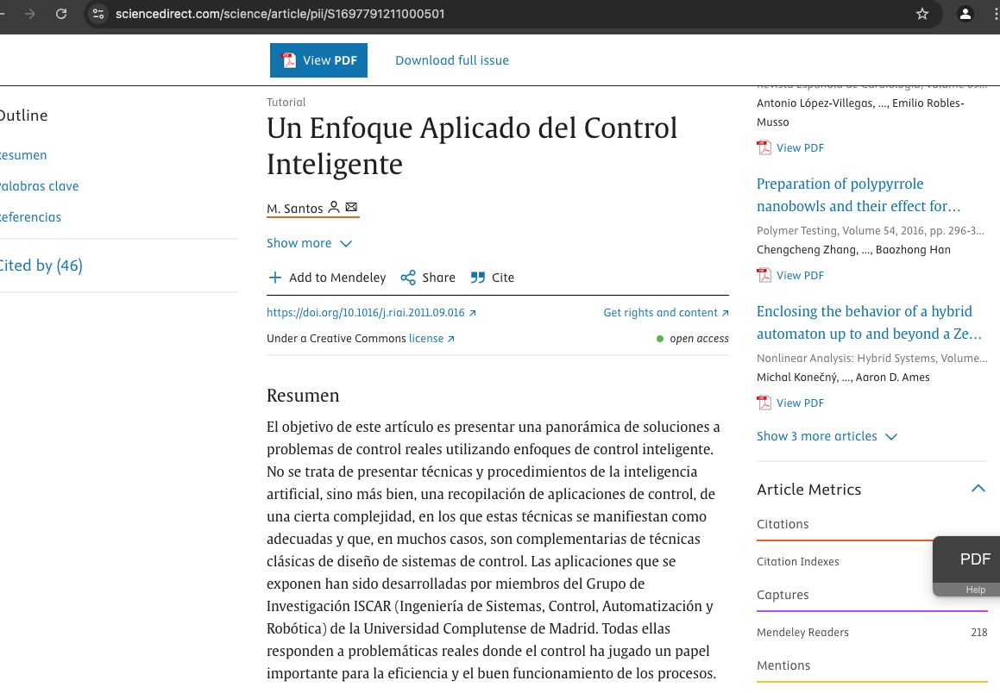 sciencedirect.com/science/article/pii/S1697791211000501
View PDF
Download full issue
Outline
Resumen
Palabras clave
Referencias
Cited by (46)
Tutorial
Un Enfoque Aplicado del Control
Inteligente
M. Santos
Show more
Add to Mendeley
Share
Cite
https://doi.org/10.1016/j.riai.2011.09.016
Get rights and content
Under a Creative Commons license
open access
Resumen
El objetivo de este artículo es presentar una panorámica de soluciones a
problemas de control reales utilizando enfoques de control inteligente.
No se trata de presentar técnicas y procedimientos de la inteligencia
artificial, sino más bien, una recopilación de aplicaciones de control, de
una cierta complejidad, en los que estas técnicas se manifiestan como
adecuadas y que, en muchos casos, son complementarias de técnicas
clásicas de diseño de sistemas de control. Las aplicaciones que se
exponen han sido desarrolladas por miembros del Grupo de
Investigación ISCAR (Ingeniería de Sistemas, Control, Automatización y
Robótica) de la Universidad Complutense de Madrid. Todas ellas
responden a problemáticas reales donde el control ha jugado un papel
importante para la eficiencia y el buen funcionamiento de los procesos.
Revista Española de Cardiología, Volume
Antonio López-Villegas, ..., Emilio Robles-
Musso
View PDF
Preparation of polypyrrole
nanobowls and their effect for…
Polymer Testing, Volume 54, 2016, pp. 296-3…
Chengcheng Zhang, ..., Baozhong Han
View PDF
Enclosing the behavior of a hybrid
automaton up to and beyond a Ze…
Nonlinear Analysis: Hybrid Systems, Volume…
Michal Konečný, ..., Aaron D. Ames
View PDF
Show 3 more articles
Article Metrics
Citations
Citation Indexes
Captures
Mendeley Readers
218
Mentions
PDF
Help